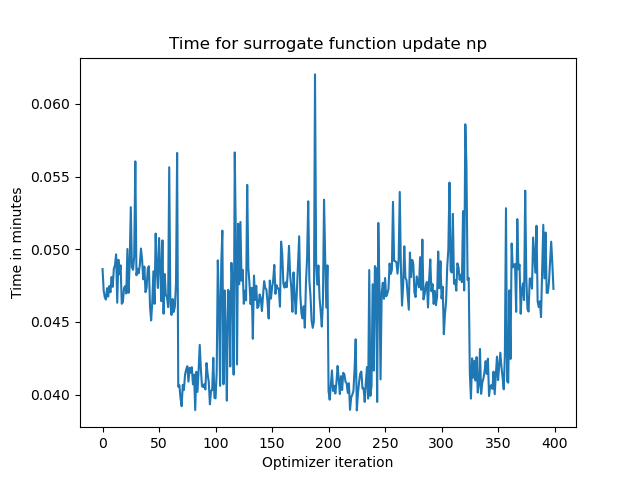 Time for surrogate function update np
0.060
0.055
0.050
0.045
0.040
Time in minutes
0 50 100 150 200 250 300 350 400
Optimizer iteration